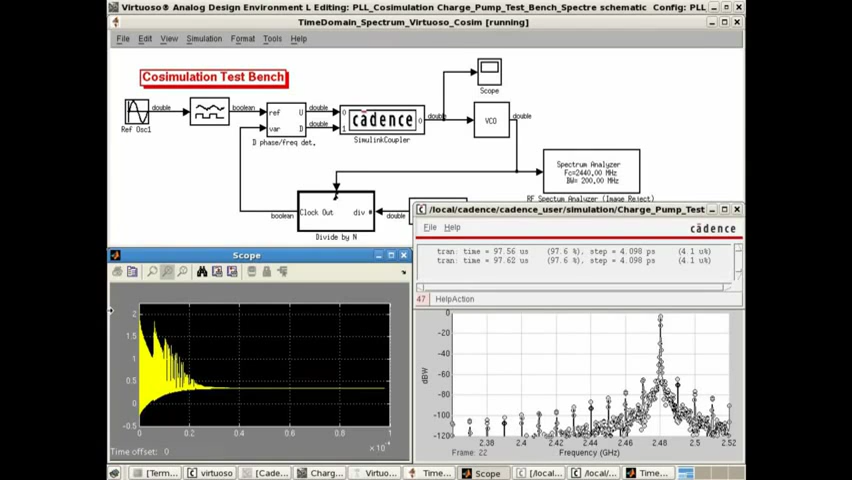 Virtuoso® Analog Design Environment L Editing: PLL_Cosimulation Charge_Pump_Test_Bench_Spectre schematic Config: PLL
TimeDomain_Spectrum_Virtuoso_Cosim [running]
File Edit View Simulation Format Tools Help
Cosimulation Test Bench
Scope
double
boolean
ref U
double
0 cādence 0
double
VCO
double
Ref Osc1
var D
double
1
SimulinkCoupler
D phase/freq det.
Spectrum Analyzer
Fc=2440.00 MHz
BW= 200.00 MHz
RF Spectrum Analyzer (Image Reject)
boolean
Clock Out div #
double
Divide by N
/local/cadence/cadence_user/simulation/Charge_Pump_Test
File Help
cādence
tran: time = 97.56 us (97.6 %), step = 4.098 ps (4.1 u%)
tran: time = 97.62 us (97.6 %), step = 4.098 ps (4.1 u%)
47 HelpAction
Scope
2
1.5
1
0.5
0
-0.5
0 0.2 0.4 0.6 0.8 1
× 10
Time offset: 0
0
-20
-40
-60
-80
-100
-120
dBW
2.38 2.4 2.42 2.44 2.46 2.48 2.5 2.52
Frame: 22
Frequency (GHz)
[Term... virtuoso [Cade... Charg... Virtuo... Time... Scope [/loca... /loca... Time...